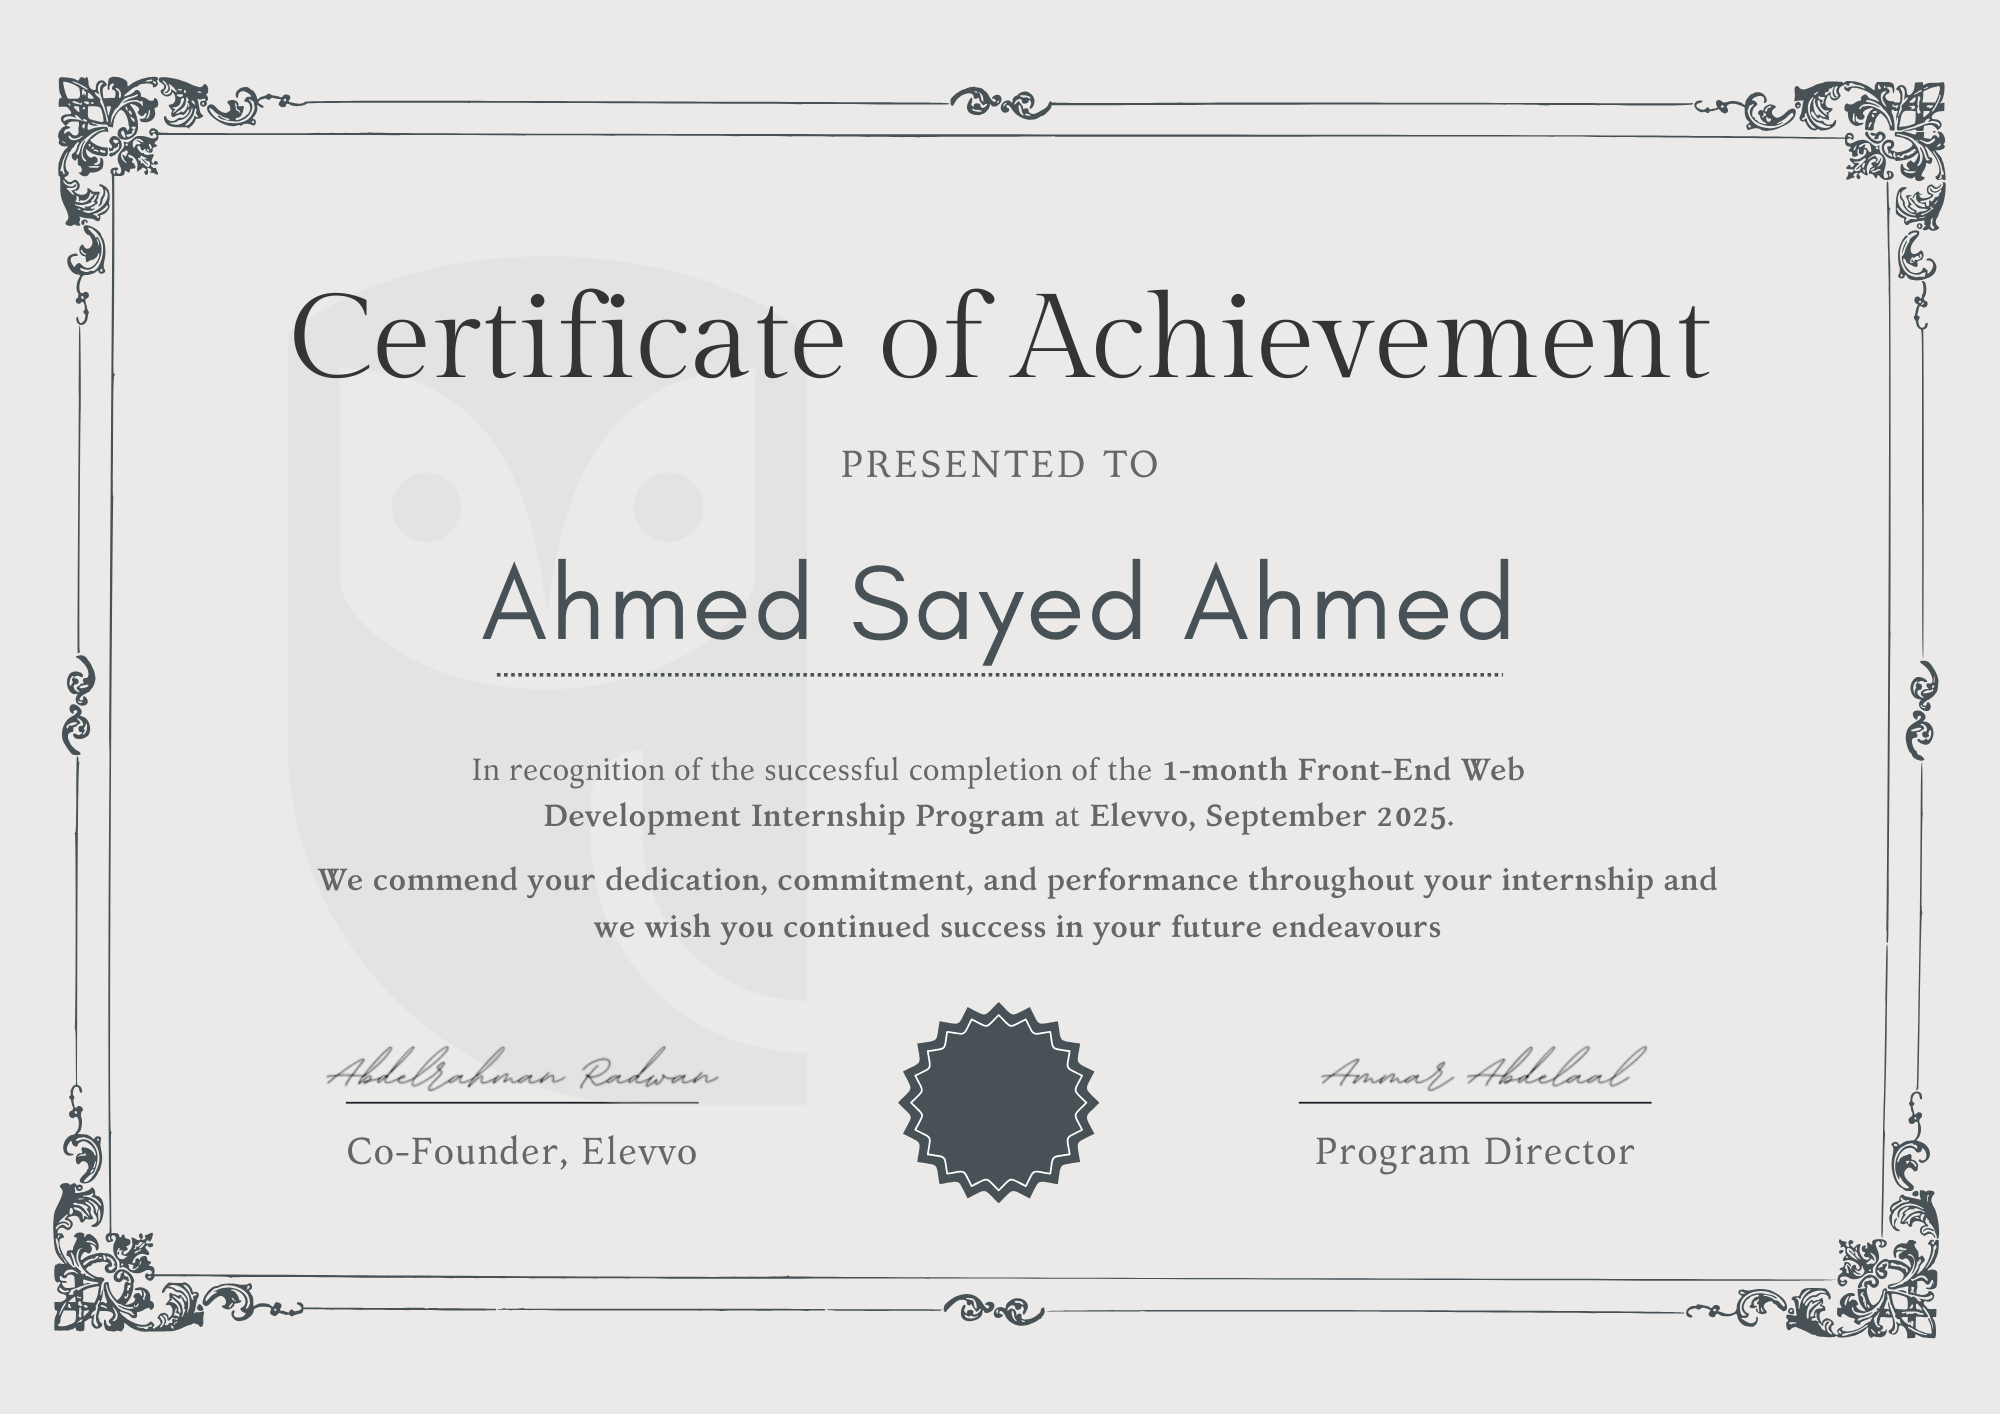 Certificate of Achievement
PRESENTED TO
Ahmed Sayed Ahmed
In recognition of the successful completion of the 1-month Front-End Web
Development Internship Program at Elevvo, September 2025.
We commend your dedication, commitment, and performance throughout your internship and
we wish you continued success in your future endeavours
Abdelrahman Radwan
Co-Founder, Elevvo
Ammar Abdelaal
Program Director